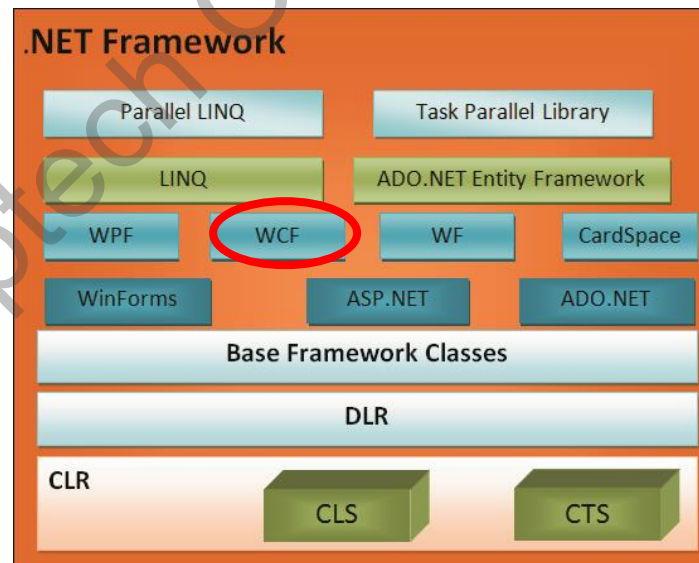 .NET Framework
Parallel LINQ
Task Parallel Library
LINQ
ADO.NET Entity Framework
WPF
WCF
WF
CardSpace
WinForms
ASP.NET
ADO.NET
Base Framework Classes
DLR
CLR
CLS
CTS